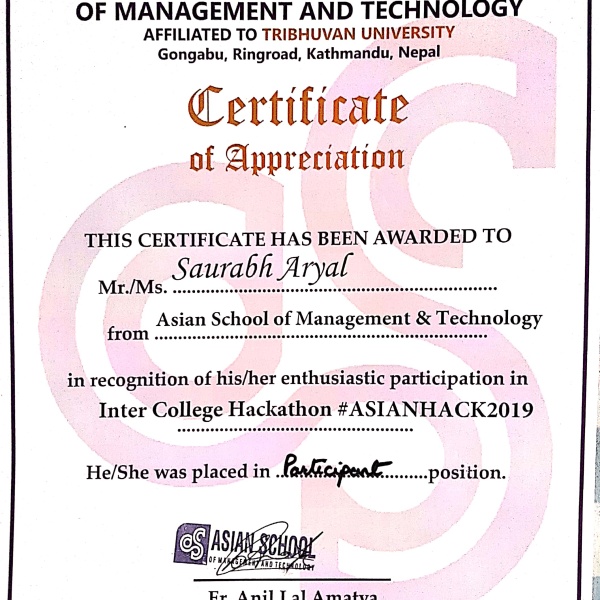 OF MANAGEMENT AND TECHNOLOGY
AFFILIATED TO TRIBHUVAN UNIVERSITY
Gongabu, Ringroad, Kathmandu, Nepal
Certificate
of Appreciation
THIS CERTIFICATE HAS BEEN AWARDED TO
Mr./Ms. Saurabh Aryal
from Asian School of Management & Technology
in recognition of his/her enthusiastic participation in
Inter College Hackathon #ASIANHACK2019
He/She was placed in Participant position.
ASIAN SCHOOL
OF MANAGEMENT AND TECHNOLOGY
Er. Anil Lal Amatya